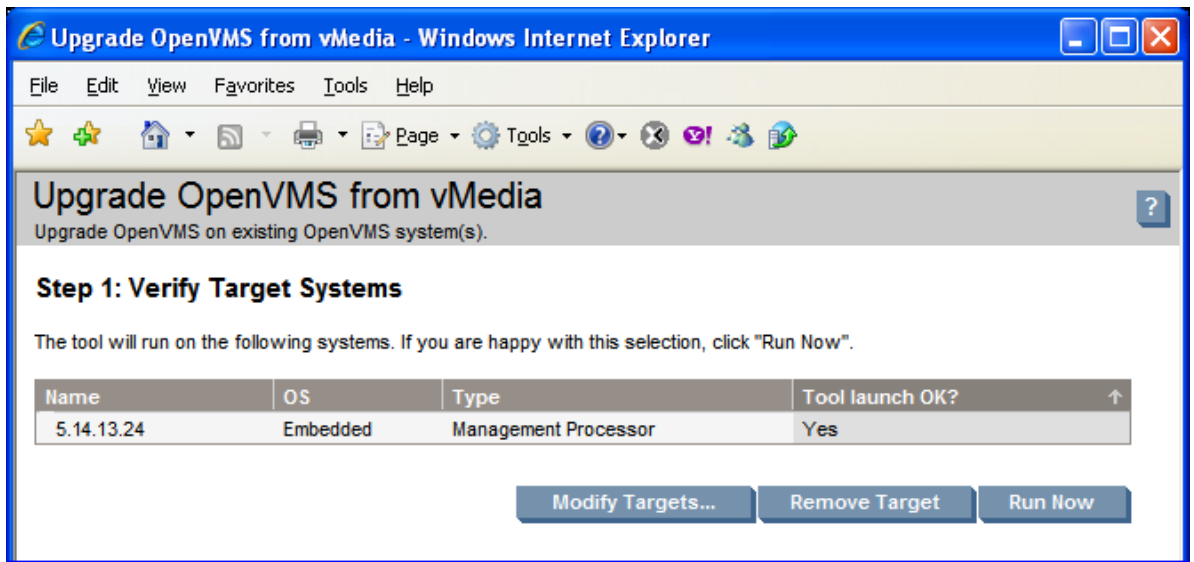 Upgrade OpenVMS from vMedia - Windows Internet Explorer
File Edit View Favorites Tools Help
Page Tools
Upgrade OpenVMS from vMedia
?
Upgrade OpenVMS on existing OpenVMS system(s).
Step 1: Verify Target Systems
The tool will run on the following systems. If you are happy with this selection, click "Run Now".
Name OS Type Tool launch OK?
5.14.13.24 Embedded Management Processor Yes
Modify Targets... Remove Target Run Now